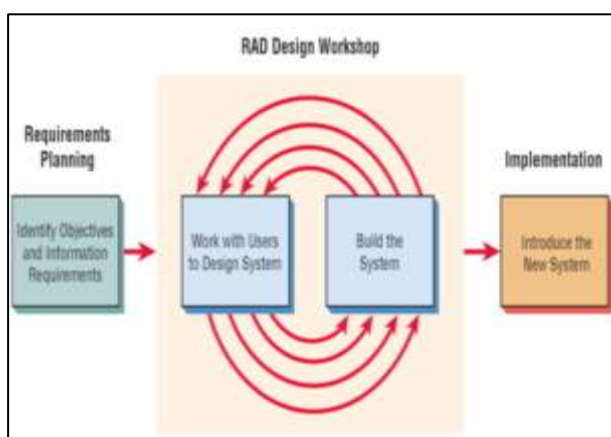 RAD Design Workshop
Requirements
Planning
Identify Objectives
and Information
Requirements
Work with Users
to Design System
Build the
System
Implementation
Introduce the
New System